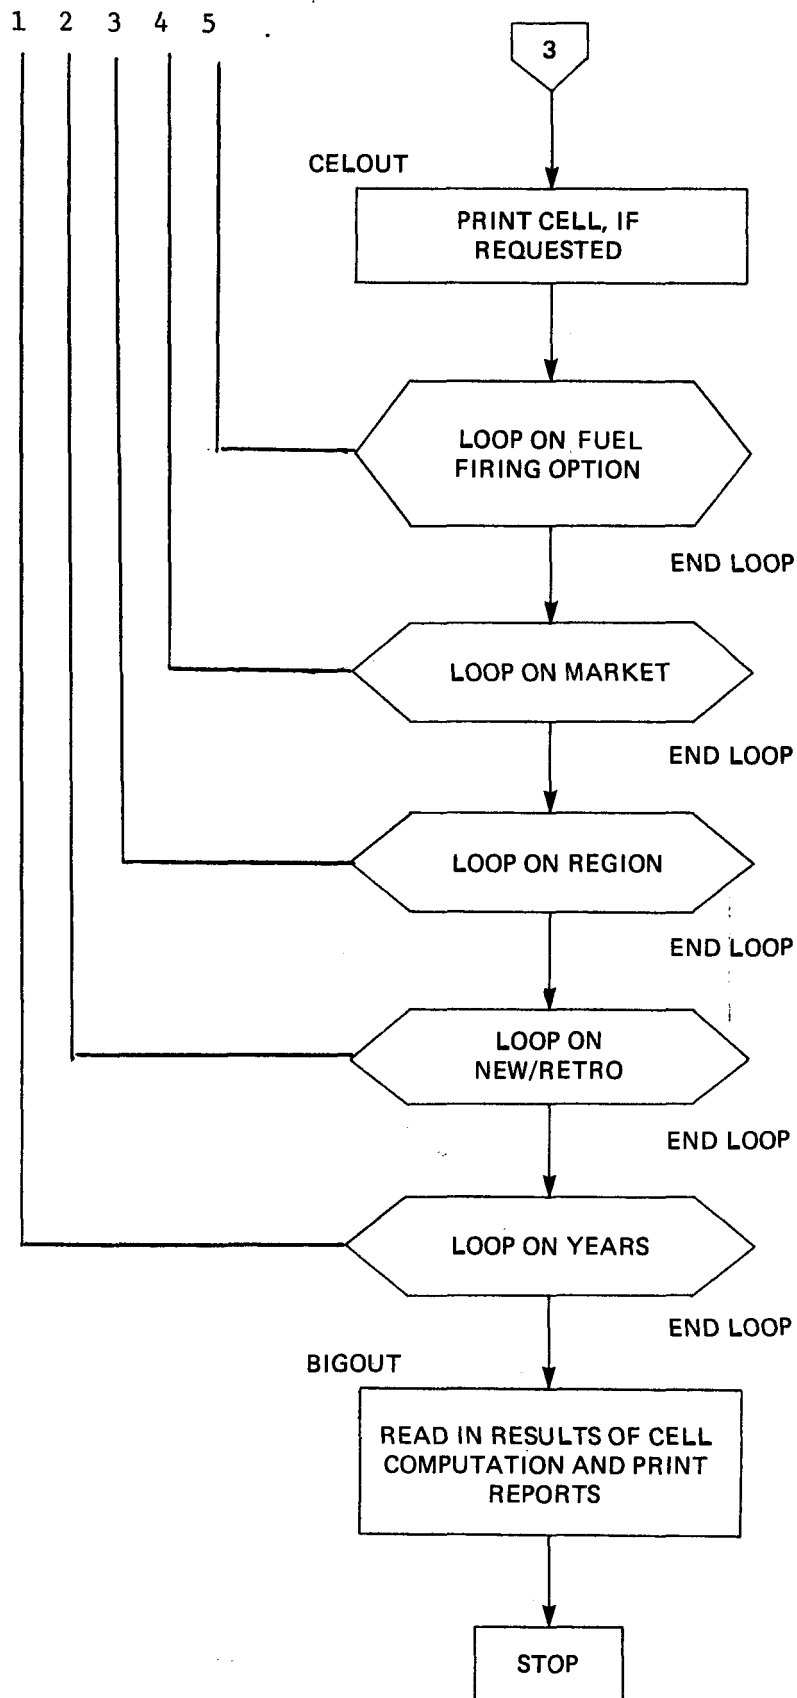 1 2 3 4 5
3
CELOUT
PRINT CELL, IF
REQUESTED
LOOP ON FUEL
FIRING OPTION
END LOOP
LOOP ON MARKET
END LOOP
LOOP ON REGION
END LOOP
LOOP ON
NEW/RETRO
END LOOP
LOOP ON YEARS
END LOOP
BIGOUT
READ IN RESULTS OF CELL
COMPUTATION AND PRINT
REPORTS
STOP